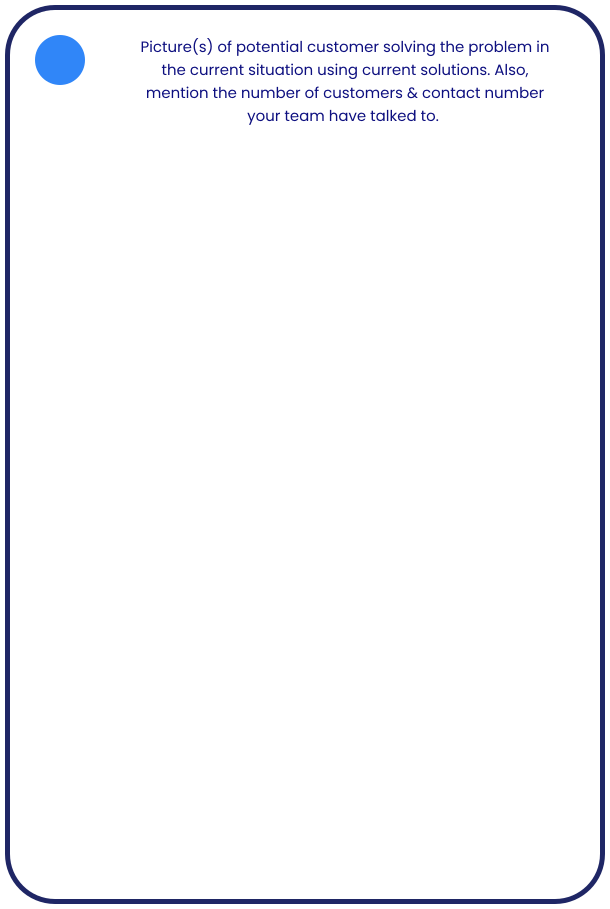 Picture(s) of potential customer solving the problem in
the current situation using current solutions. Also,
mention the number of customers & contact number
your team have talked to.